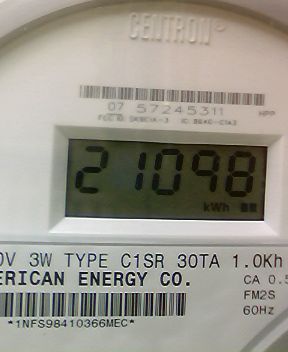 CENTRON®
07 57245311
HPP
21098
kWh
0V 3W TYPE C1SR 30TA 1.0Kh
ERICAN ENERGY CO.
CA 0.5
FM2S
60Hz
*1NFS98410366MEC*